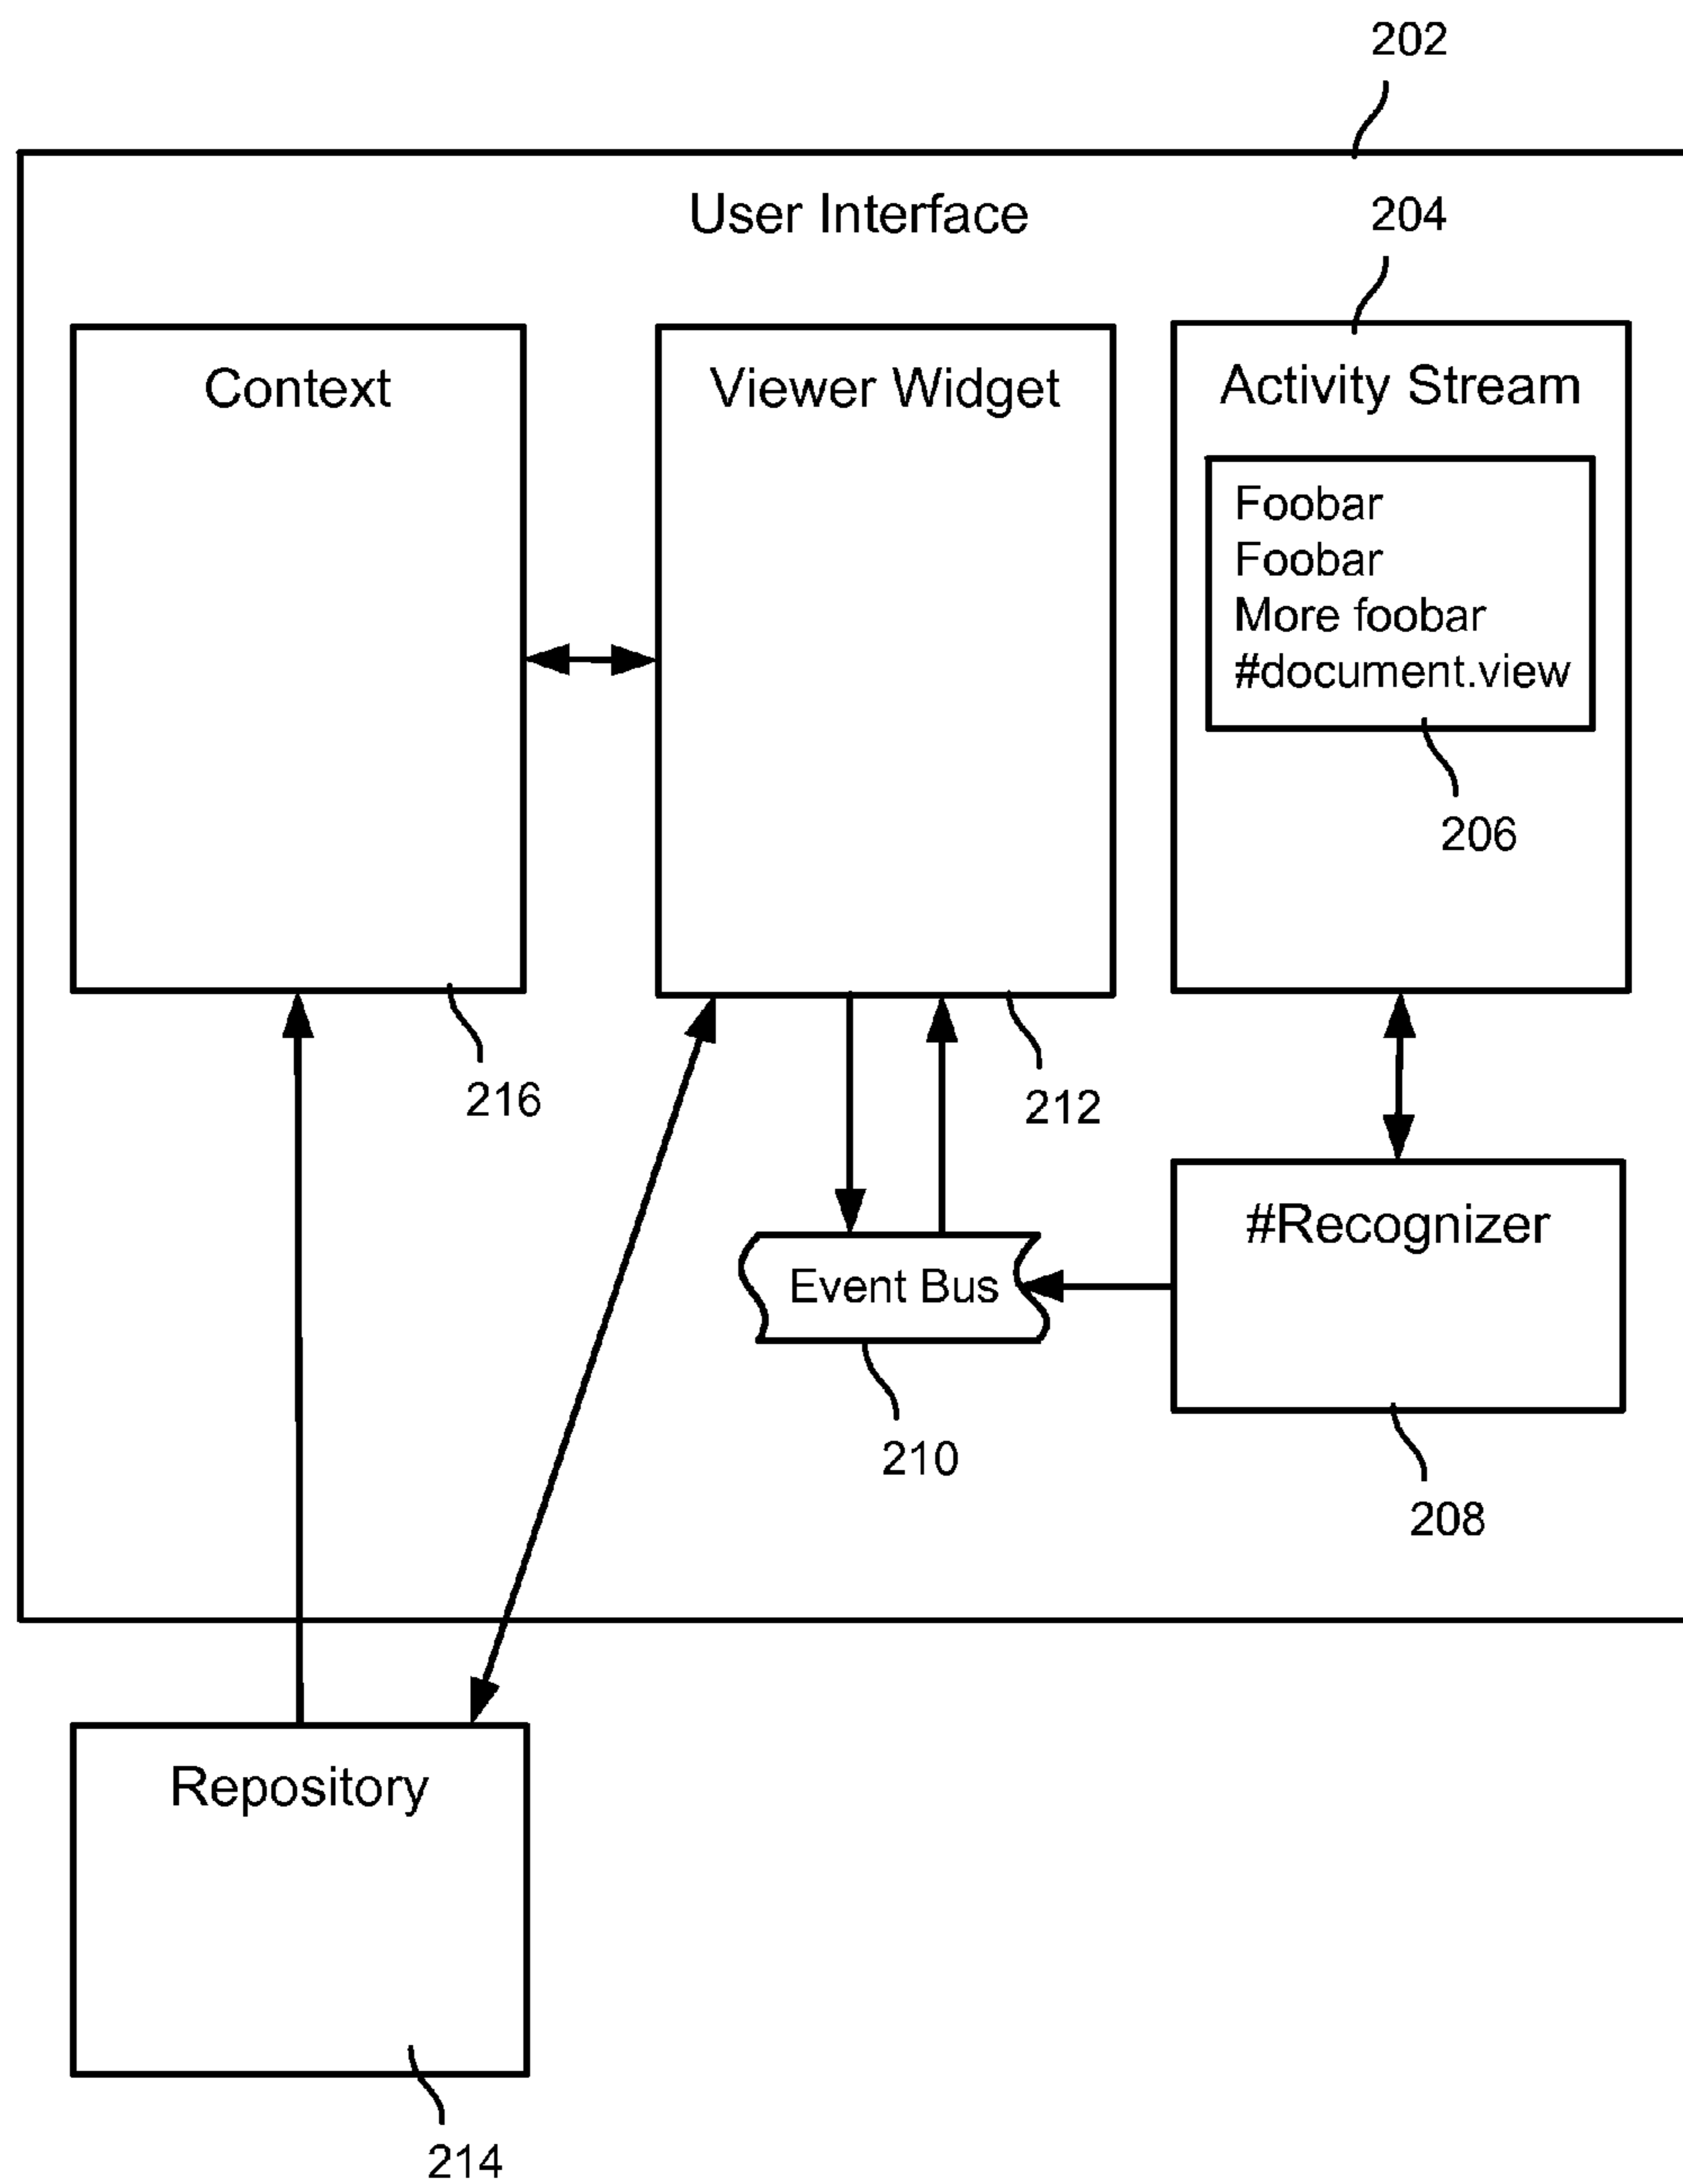 202
User Interface
204
Context
Viewer Widget
Activity Stream
Foobar
Foobar
More foobar
#document.view
206
216
212
#Recognizer
Event Bus
210
208
Repository
214